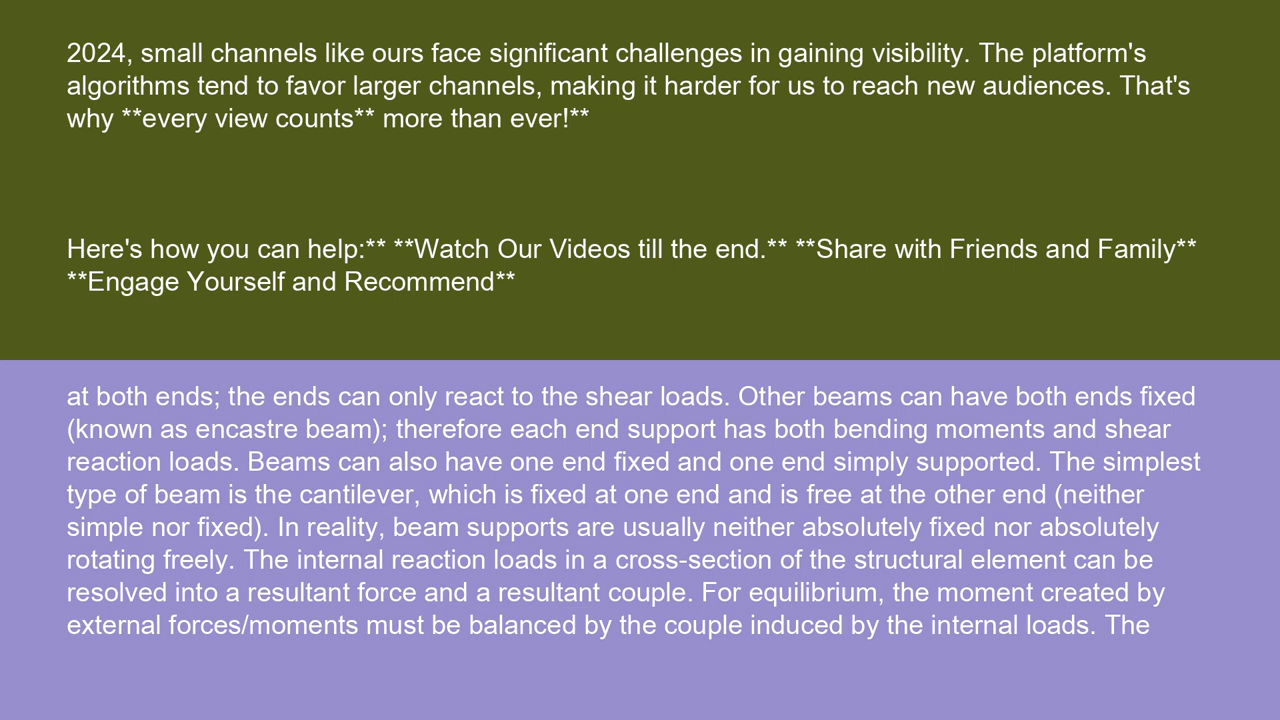 2024, small channels like ours face significant challenges in gaining visibility. The platform's
algorithms tend to favor larger channels, making it harder for us to reach new audiences. That's
why **every view counts** more than ever!**
Here's how you can help:** **Watch Our Videos till the end.** **Share with Friends and Family**
**Engage Yourself and Recommend**
at both ends; the ends can only react to the shear loads. Other beams can have both ends fixed
(known as encastre beam); therefore each end support has both bending moments and shear
reaction loads. Beams can also have one end fixed and one end simply supported. The simplest
type of beam is the cantilever, which is fixed at one end and is free at the other end (neither
simple nor fixed). In reality, beam supports are usually neither absolutely fixed nor absolutely
rotating freely. The internal reaction loads in a cross-section of the structural element can be
resolved into a resultant force and a resultant couple. For equilibrium, the moment created by
external forces/moments must be balanced by the couple induced by the internal loads. The